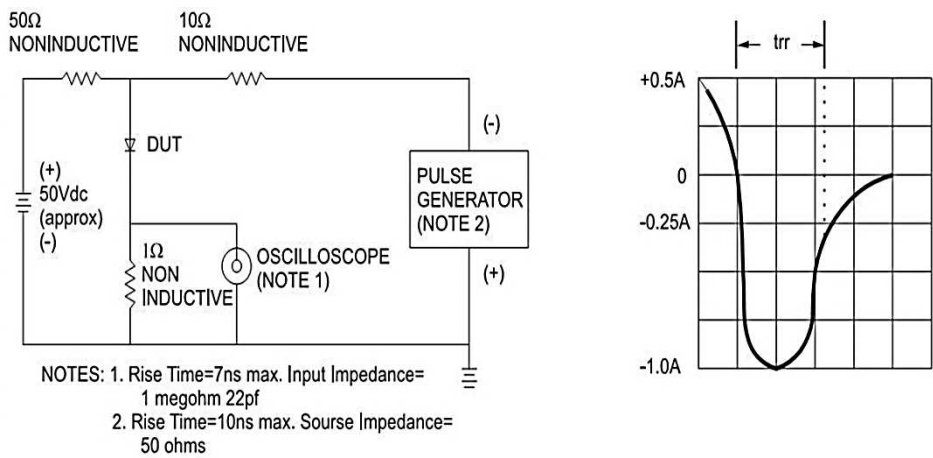 50Ω
NONINDUCTIVE
10Ω
NONINDUCTIVE
DUT
(+)
50Vdc
(approx)
(-)
1Ω
NON
INDUCTIVE
OSCILLOSCOPE
(NOTE 1)
(-)
PULSE
GENERATOR
(NOTE 2)
(+)
NOTES: 1. Rise Time=7ns max. Input Impedance=
1 megohm 22pf
2. Rise Time=10ns max. Sourse Impedance=
50 ohms
trr
+0.5A
0
-0.25A
-1.0A